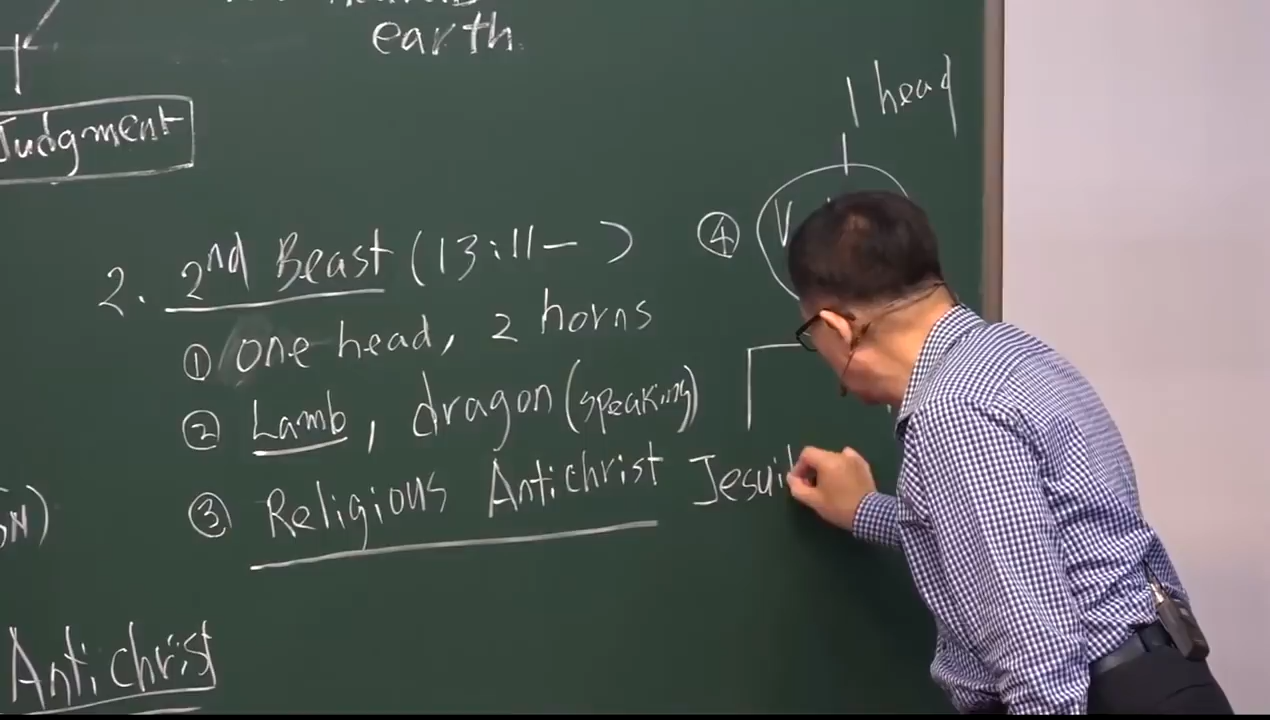 earth.
Judgment
1 head
2. 2nd Beast (13:11— )
① one head, 2 horns
② Lamb, dragon (speaking)
③ Religious Antichrist
④
Antichrist